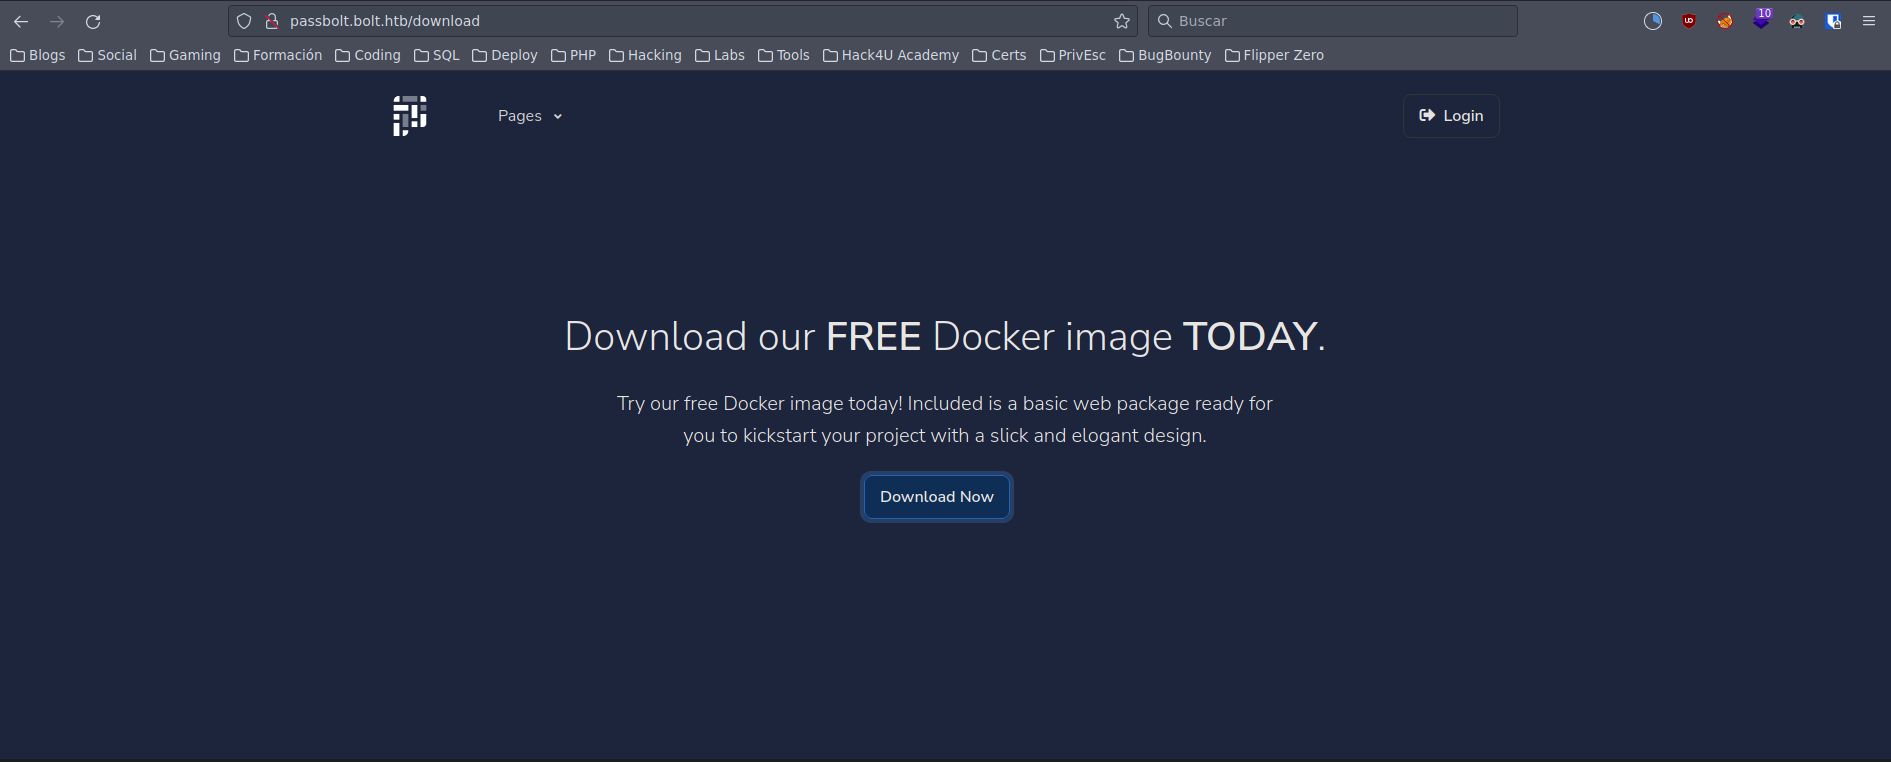 passbolt.bolt.htb/download
Buscar
10
Blogs Social Gaming Formación Coding SQL Deploy PHP Hacking Labs Tools Hack4U Academy Certs PrivEsc BugBounty Flipper Zero
Pages
Login
Download our FREE Docker image TODAY.
Try our free Docker image today! Included is a basic web package ready for
you to kickstart your project with a slick and elogant design.
Download Now